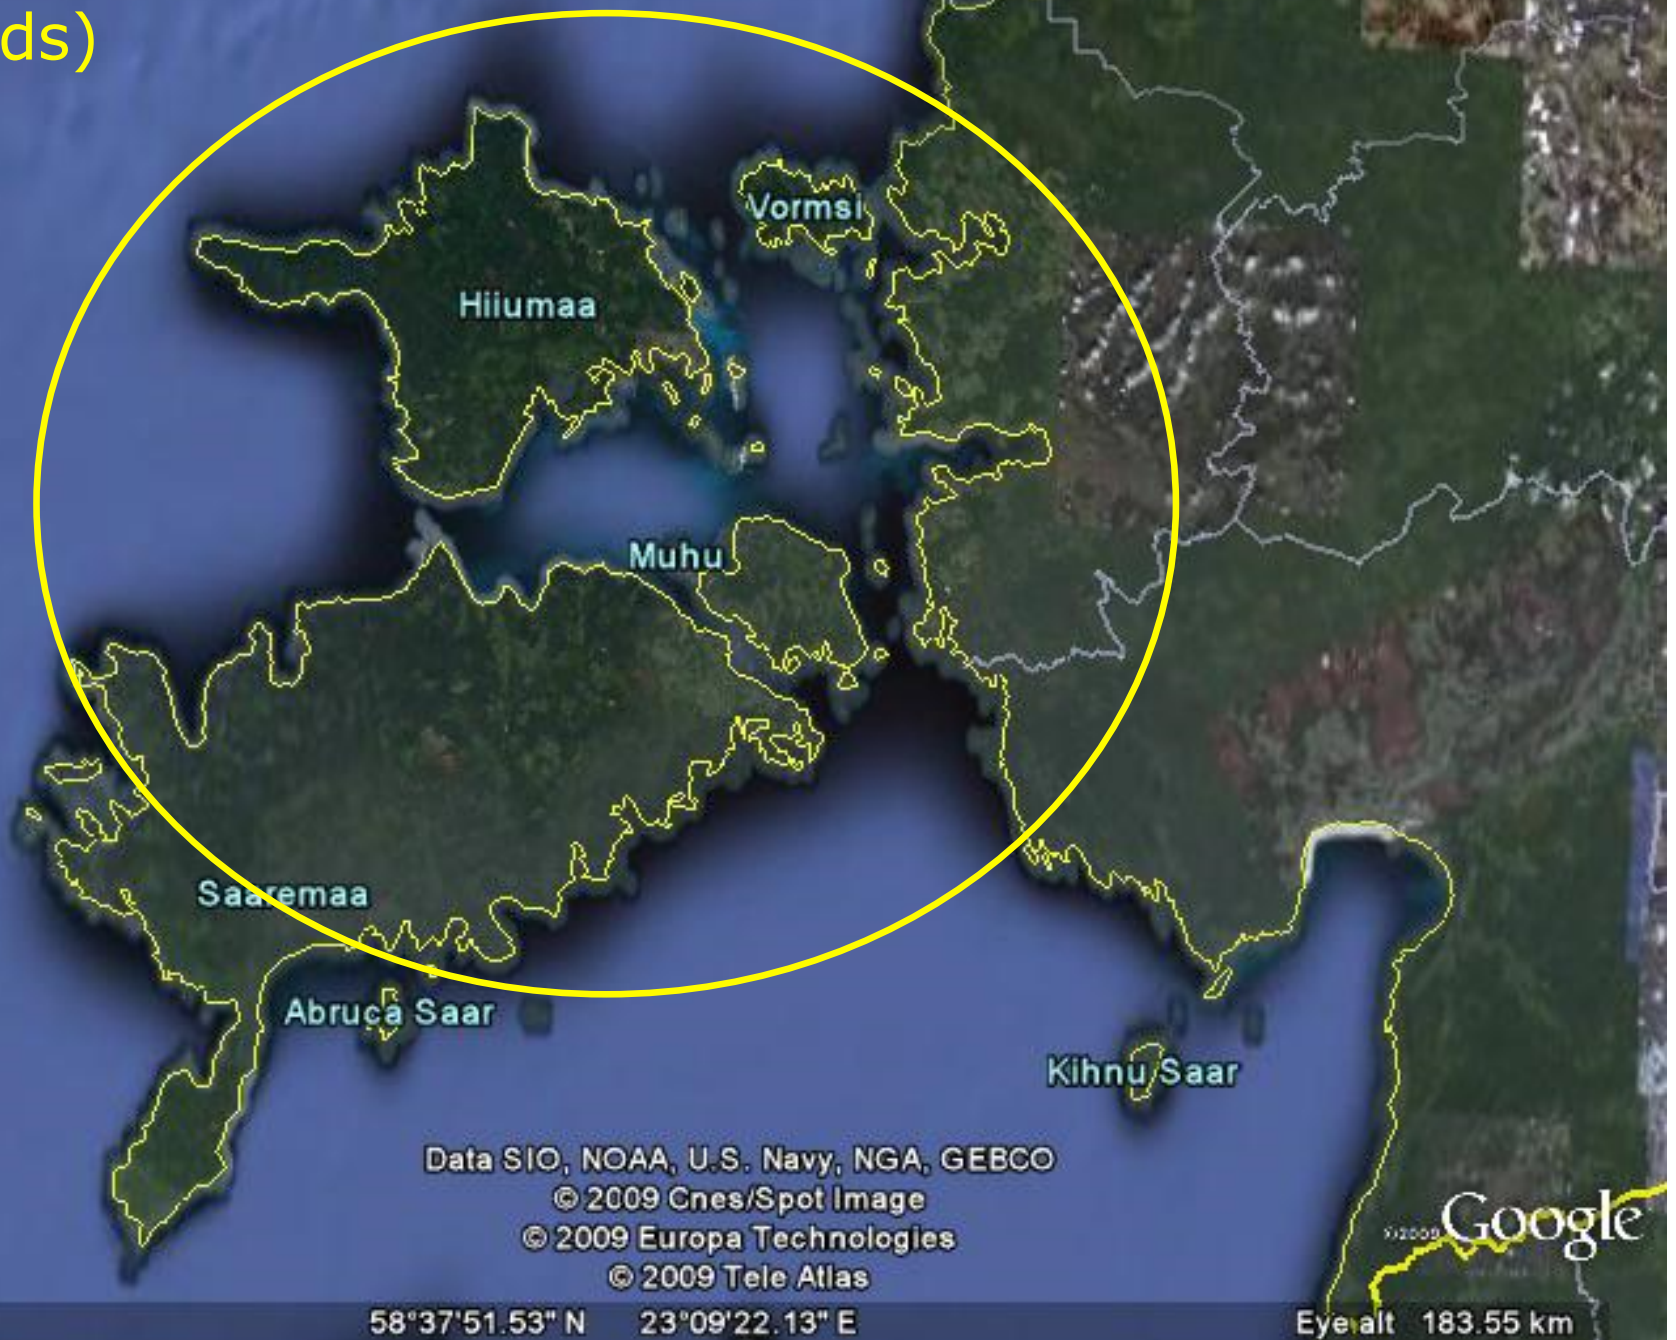 ds)
Vormsi
Hiiumaa
Muhu
Saaremaa
Abruca Saar
Kihnu Saar
Data SIO, NOAA, U.S. Navy, NGA, GEBCO
© 2009 Cnes/Spot Image
© 2009 Europa Technologies
© 2009 Tele Atlas
©2009 Google
58°37'51.53" N 23°09'22.13" E Eye alt 183.55 km